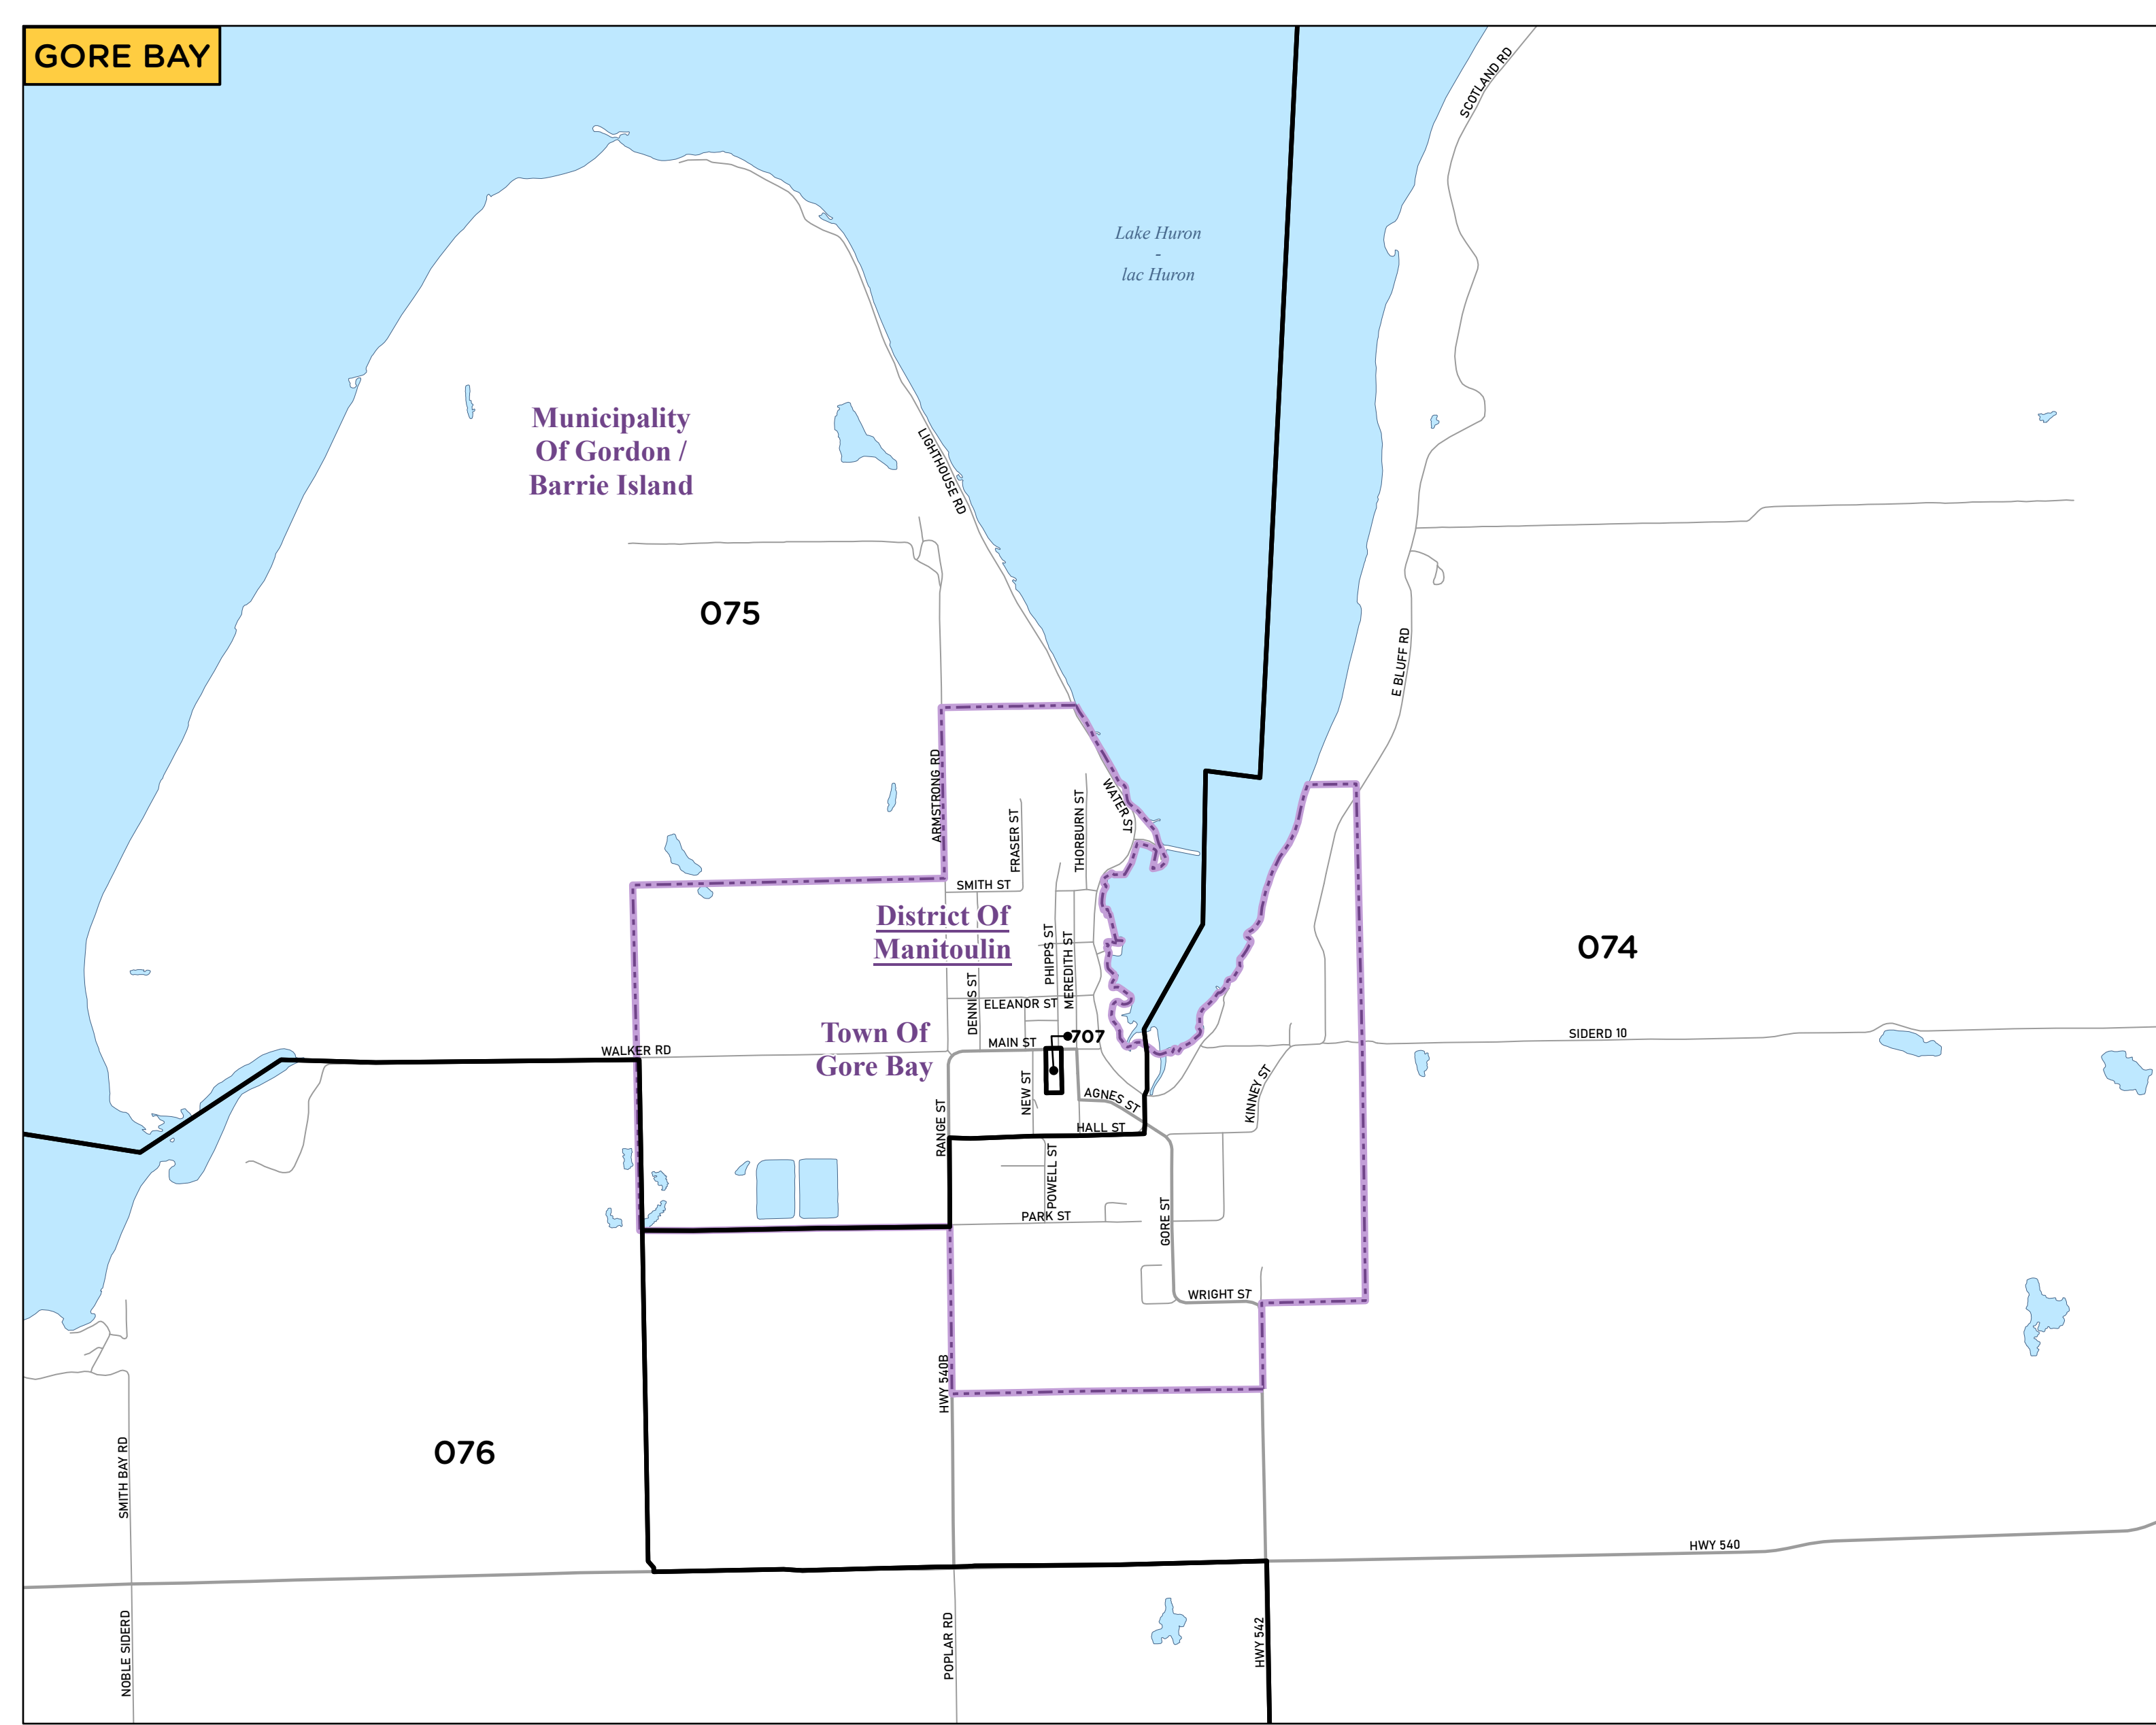 GORE BAY
SCOTLAND RD
Lake Huron
-
lac Huron
Municipality
Of Gordon /
Barrie Island
LIGHTHOUSE RD
075
E BLUFF RD
ARMSTRONG RD
WATER ST
THORBURN ST
FRASER ST
SMITH ST
District Of
Manitoulin
PHIPPS ST
MEREDITH ST
074
DENNIS ST
ELEANOR ST
Town Of
Gore Bay
707
MAIN ST
SIDERD 10
WALKER RD
NEW ST
AGNES ST
KINNEY ST
RANGE ST
HALL ST
POWELL ST
PARK ST
GORE ST
WRIGHT ST
HWY 540B
076
SMITH BAY RD
HWY 540
NOBLE SIDERD
POPLAR RD
HWY 542